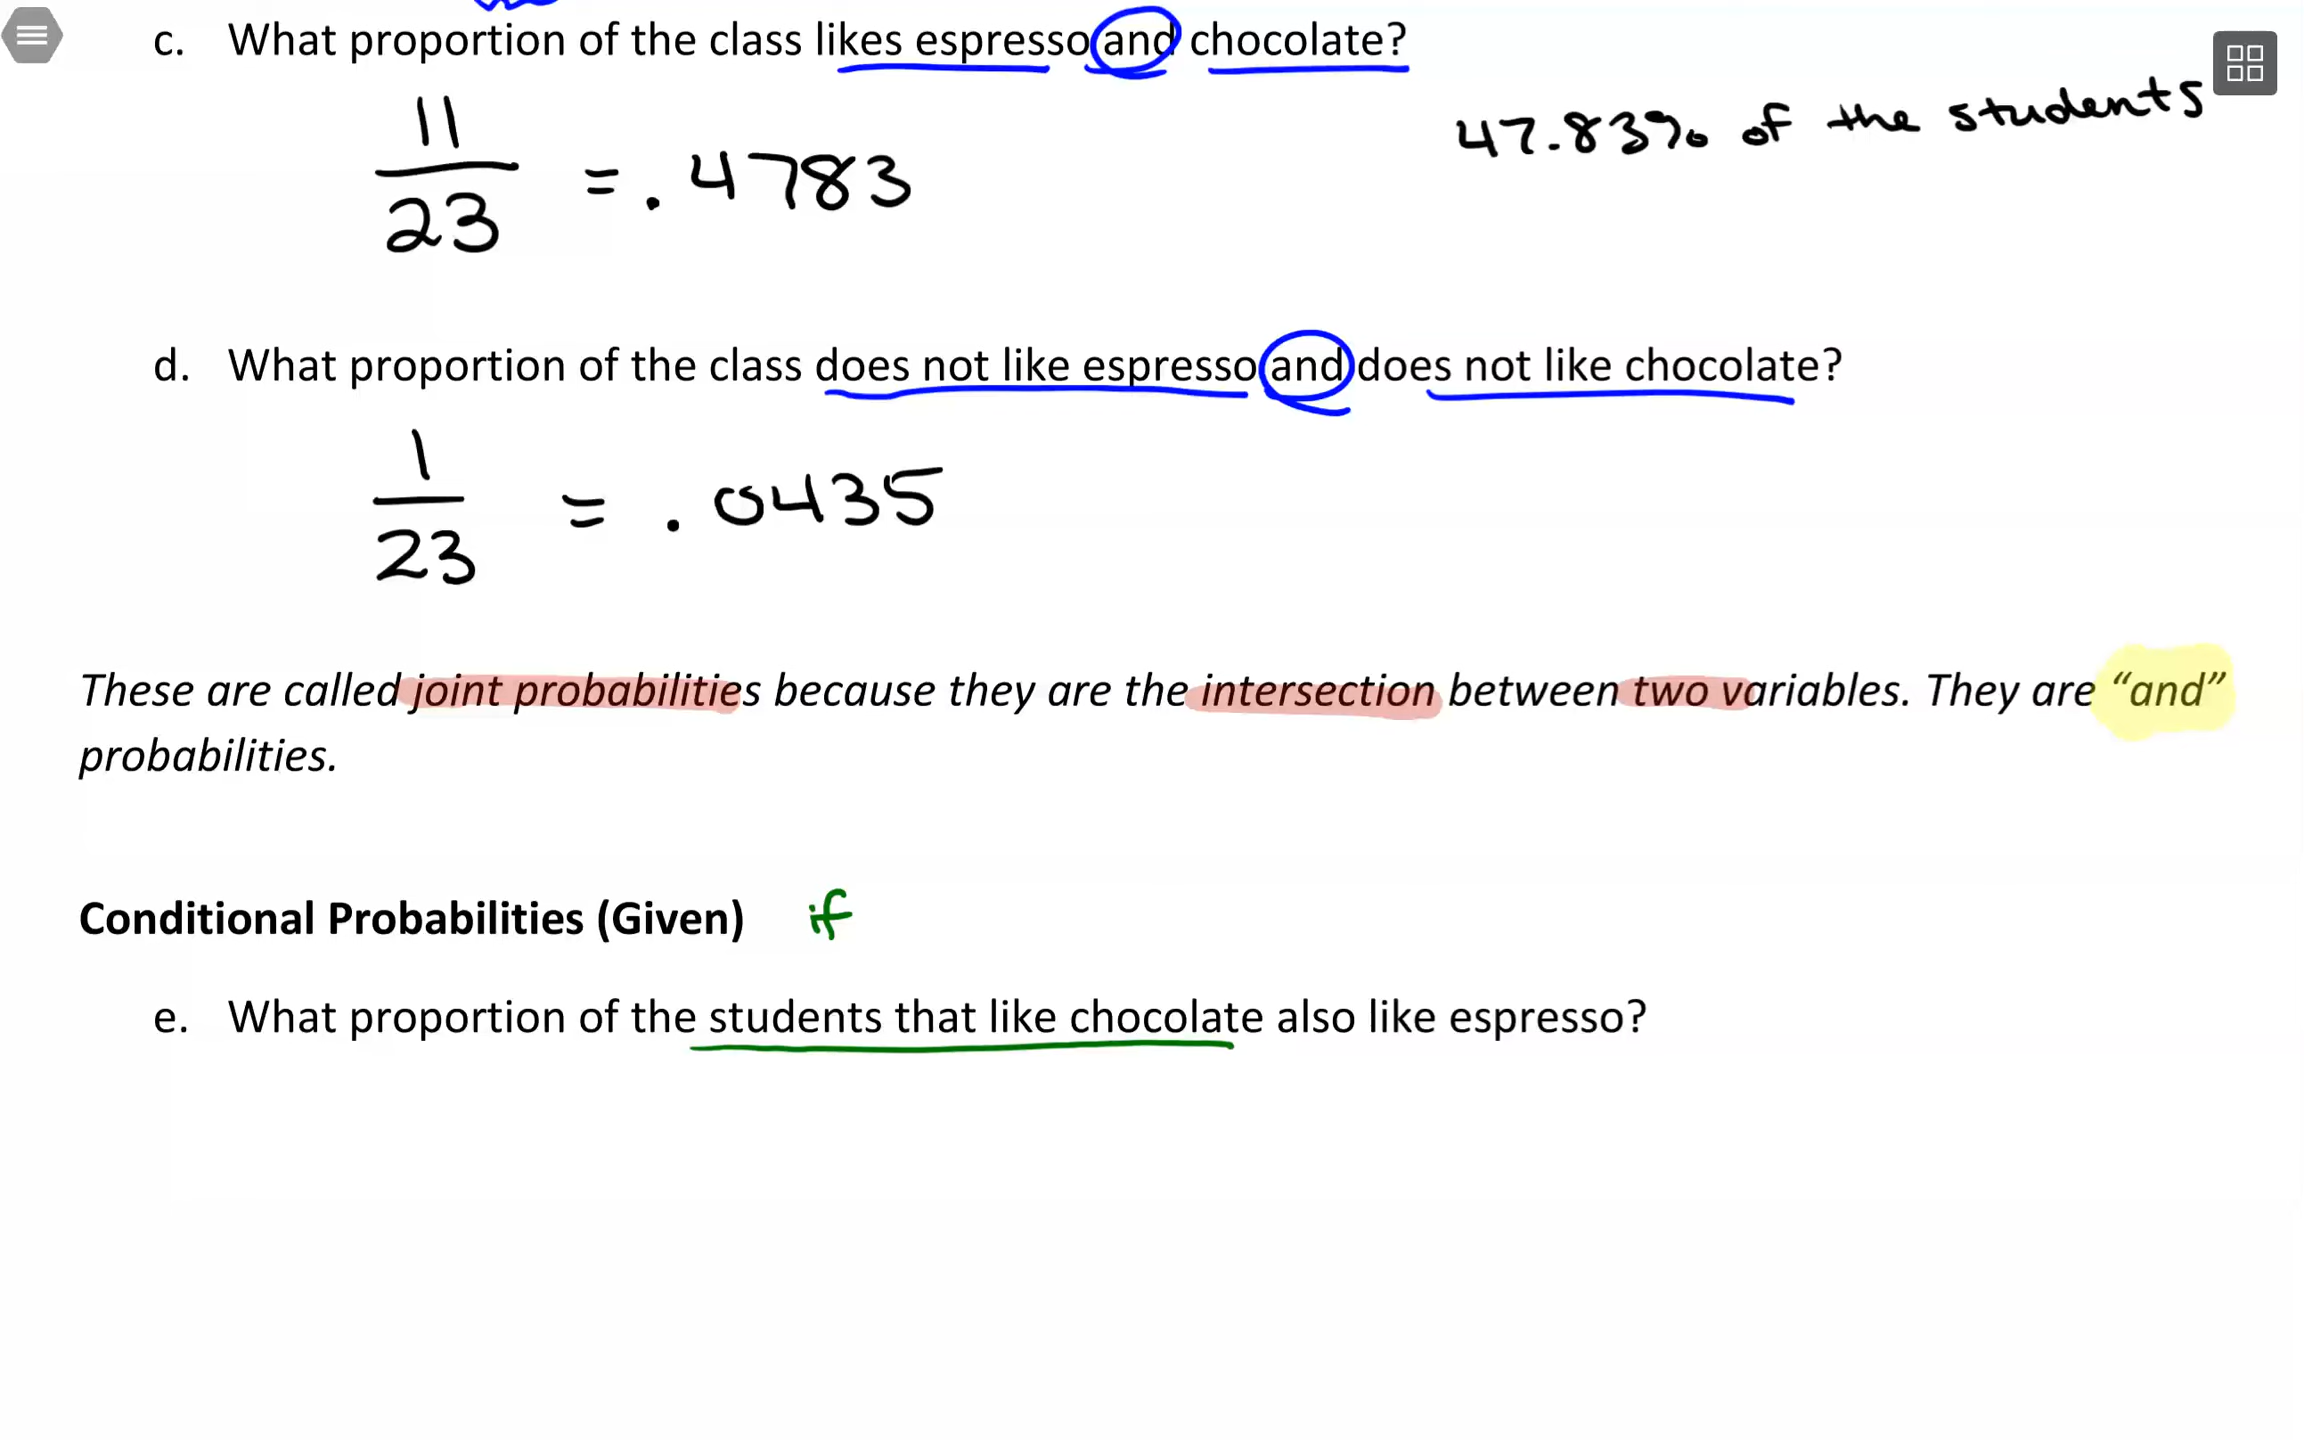 c. What proportion of the class likes espresso and chocolate?
47.83% of the students
11
23
= .4783
d. What proportion of the class does not like espresso and does not like chocolate?
1
23
= .0435
These are called joint probabilities because they are the intersection between two variables. They are “and”
probabilities.
Conditional Probabilities (Given) if
e. What proportion of the students that like chocolate also like espresso?